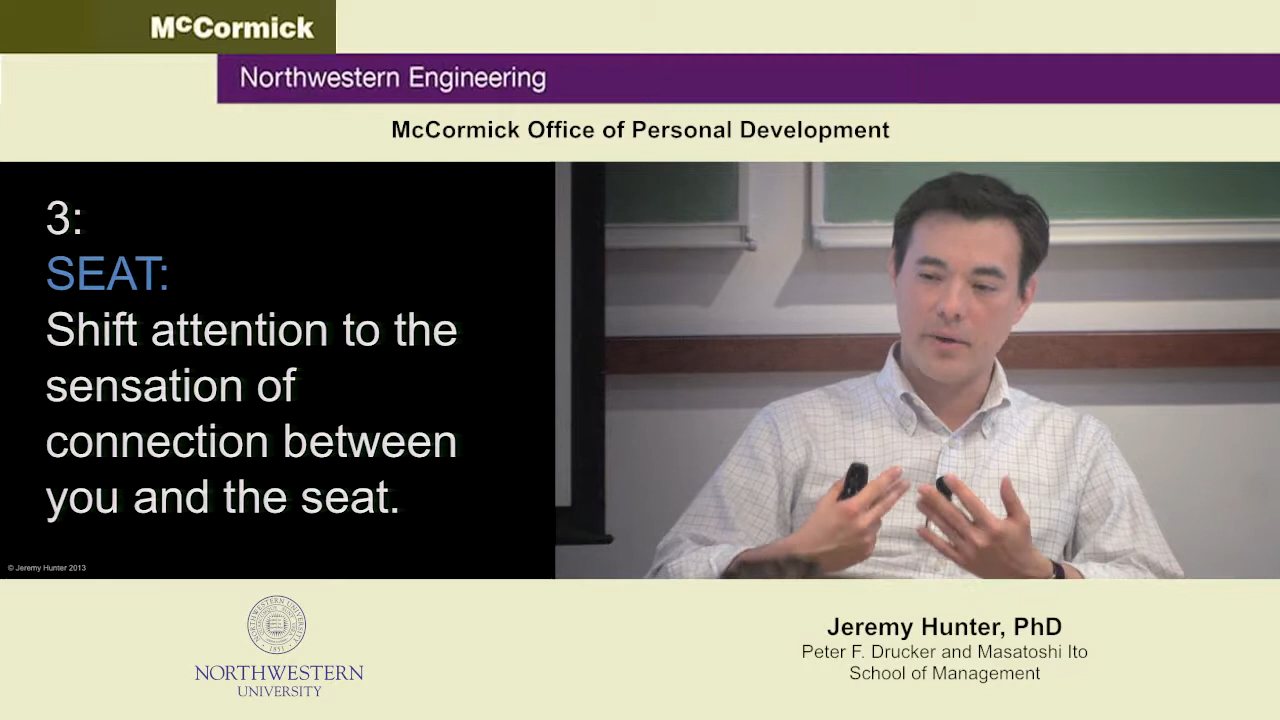 McCormick
Northwestern Engineering
McCormick Office of Personal Development
3:
SEAT:
Shift attention to the
sensation of
connection between
you and the seat.
© Jeremy Hunter 2013
NORTHWESTERN
UNIVERSITY
Jeremy Hunter, PhD
Peter F. Drucker and Masatoshi Ito
School of Management